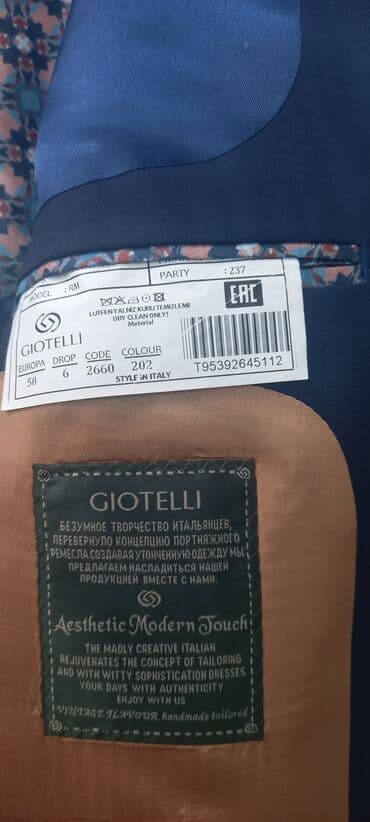 MODEL : RM
PARTY : 237
LUTFEN YALNIZ KURU TEMIZLEME
DRY CLEAN ONLY!
Material
EAC
GIOTELLI
EUROPA DROP CODE COLOUR
50 6 2660 202
STYLE IN ITALY
T95392645112
GIOTELLI
БЕЗУМНОЕ ТВОРЧЕСТВО ИТАЛЬЯНЦЕВ,
ПЕРЕВЕРНУЛО КОНЦЕПЦИЮ ПОРТНЯЖНОГО
РЕМЕСЛА.СОЗДАВАЯ УТОНЧЕННУЮ ОДЕЖДУ МЫ
ПРЕДЛАГАЕМ НАСЛАДИТЬСЯ НАШЕЙ
ПРОДУКЦИЕЙ ВМЕСТЕ С НАМИ.
Aesthetic Modern Touch
THE MADLY CREATIVE ITALIAN
REJUVENATES THE CONCEPT OF TAILORING
AND WITH WITTY SOPHISTICATION DRESSES
YOUR DAYS WITH AUTHENTICITY
ENJOY WITH US
VINTAGE FLAVOUR, handmade tailored